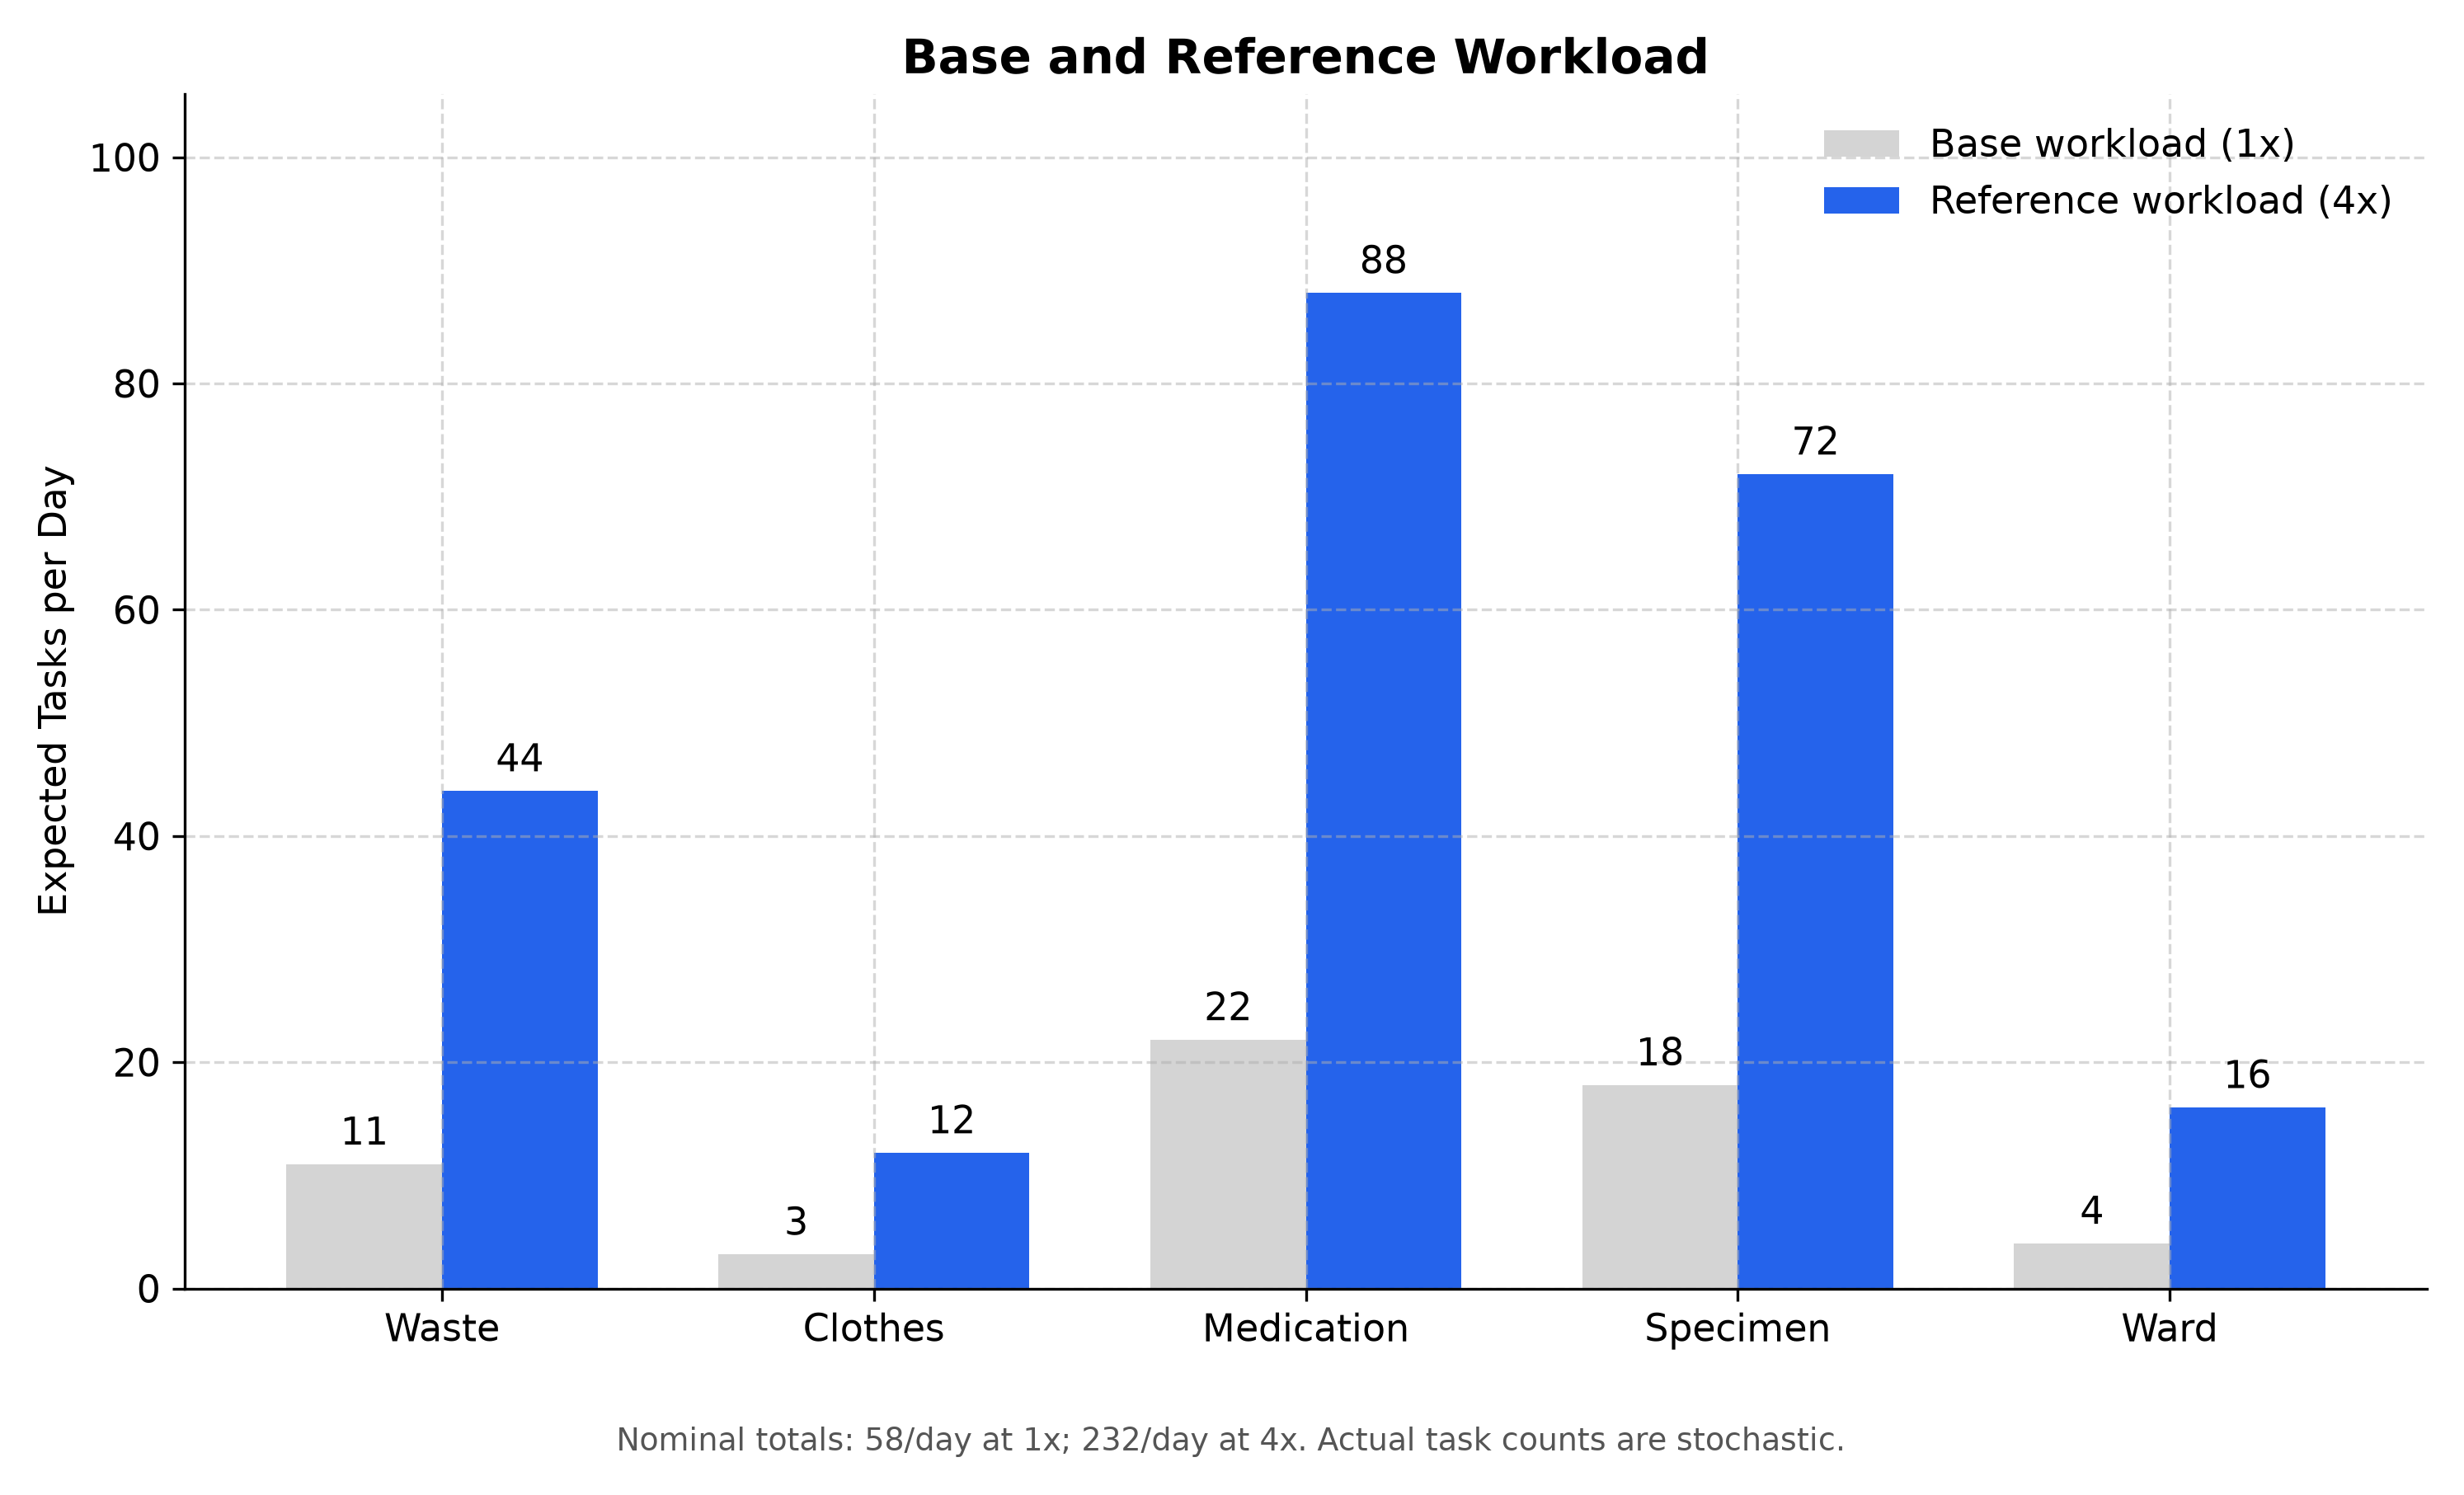 Base and Reference Workload
Base workload (1x)
Reference workload (4x)
Expected Tasks per Day
100
80
60
40
20
0
11
44
3
12
22
88
18
72
4
16
Waste
Clothes
Medication
Specimen
Ward
Nominal totals: 58/day at 1x; 232/day at 4x. Actual task counts are stochastic.